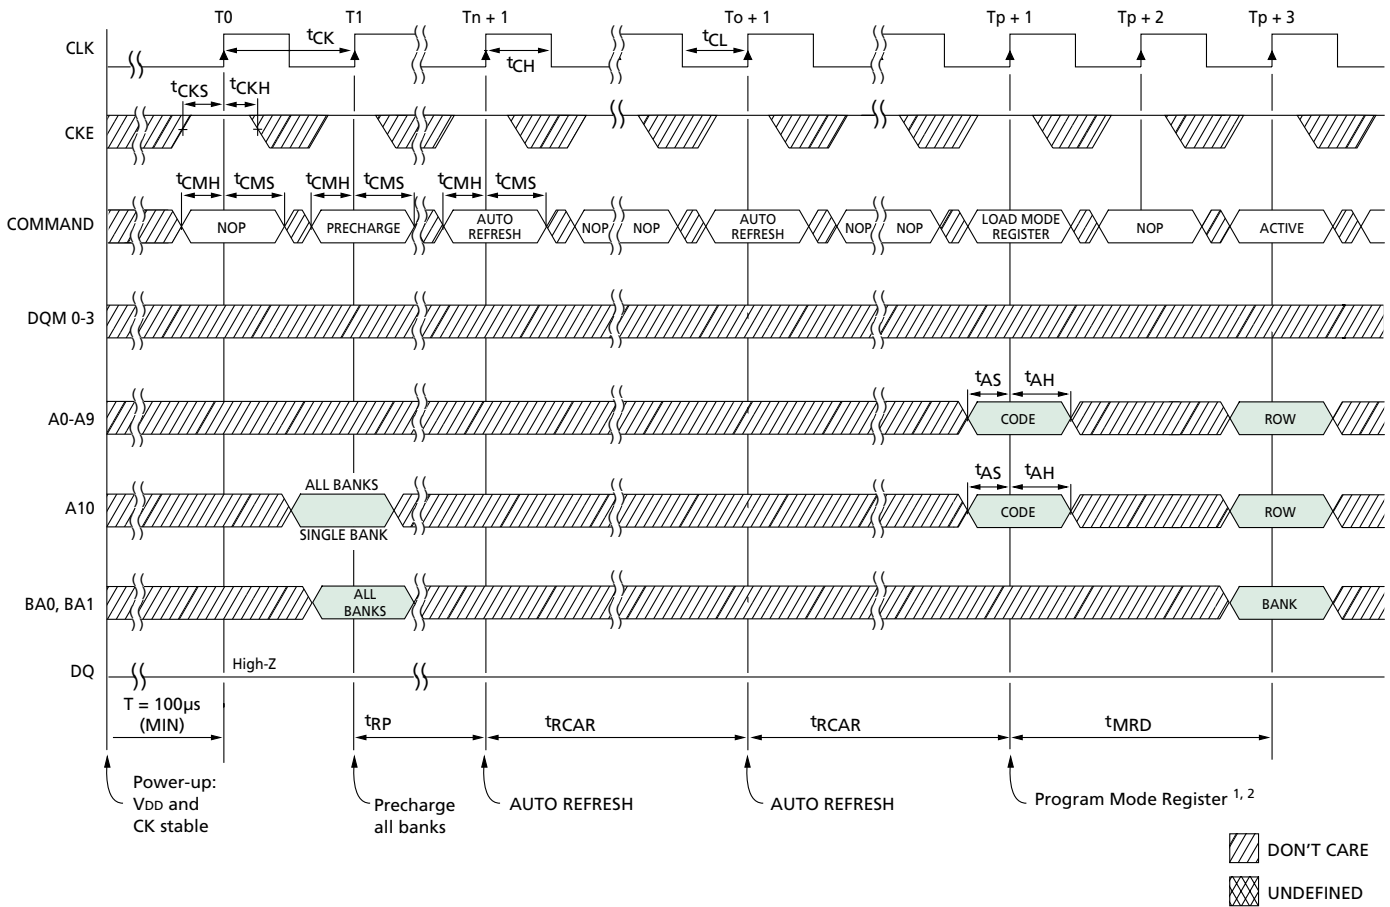 T0 T1 Tn + 1 To + 1 Tp + 1 Tp + 2 Tp + 3
CLK
tCK
tCL
tCH
tCKS tCKH
CKE
tCMH tCMS tCMH tCMS tCMH tCMS
COMMAND NOP PRECHARGE AUTO REFRESH NOP NOP AUTO REFRESH NOP NOP LOAD MODE REGISTER NOP ACTIVE
DQM 0-3
tAS tAH
A0-A9 CODE ROW
ALL BANKS tAS tAH
A10 CODE ROW
SINGLE BANK
BA0, BA1 ALL BANKS BANK
DQ High-Z
T = 100µs
(MIN) tRP tRCAR tRCAR tMRD
Power-up:
VDD and
CK stable
Precharge
all banks
AUTO REFRESH
AUTO REFRESH
Program Mode Register 1, 2
DON'T CARE
UNDEFINED